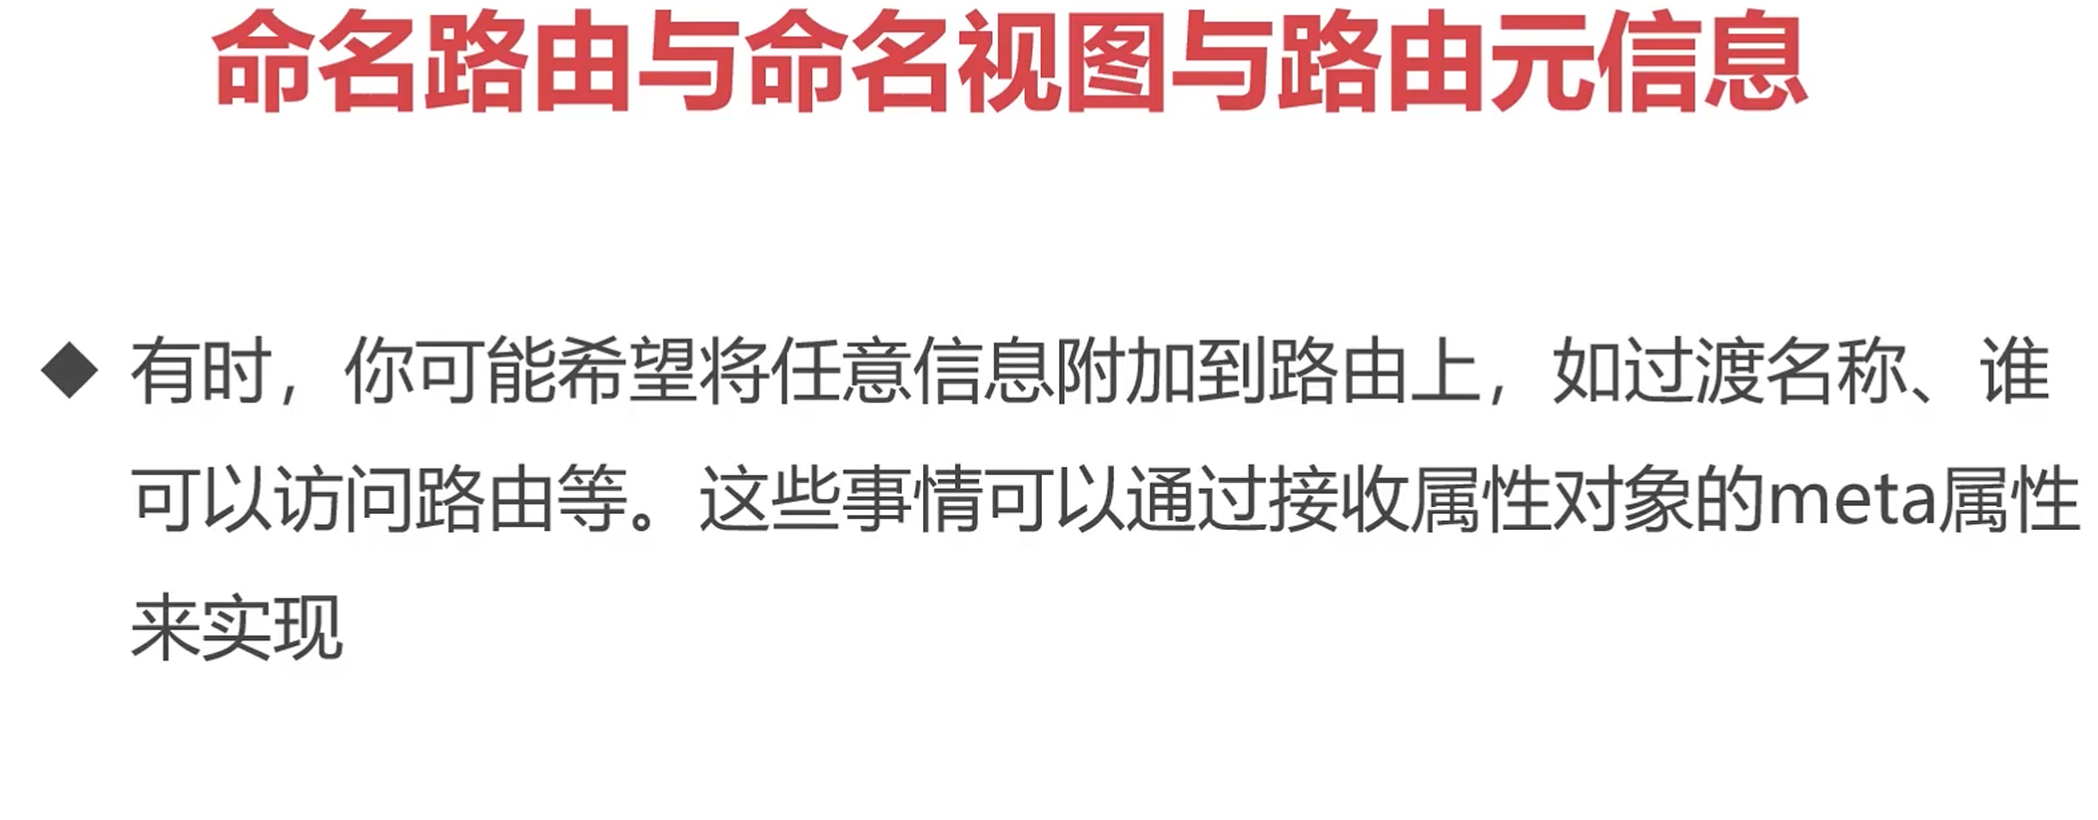 命名路由与命名视图与路由元信息
有时，你可能希望将任意信息附加到路由上，如过渡名称、谁
可以访问路由等。这些事情可以通过接收属性对象的meta属性
来实现